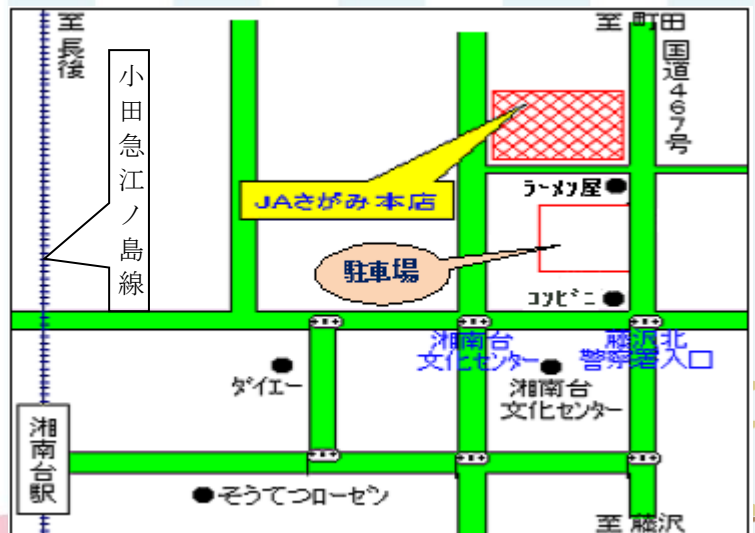 至長後
小田急江ノ島線
至 町田
国道467号
JAさがみ本店
ラーメン屋
駐車場
コンビニ
湘南台
文化センター
藤沢北
警察署入口
ダイエー
湘南台
文化センター
湘南台駅
そうてつローゼン
至 藤沢